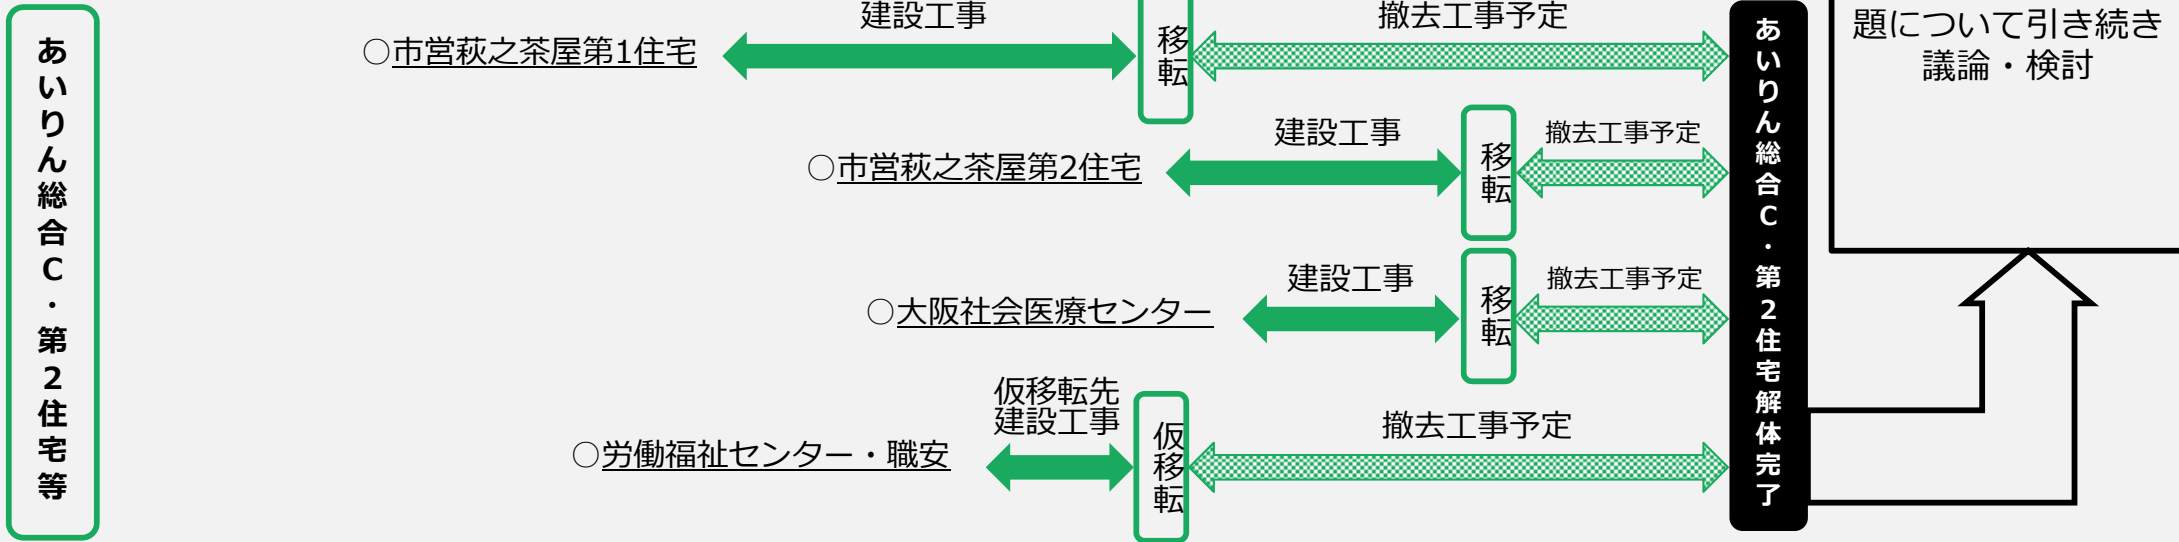 あいりん総合C・第2住宅等
建設工事
撤去工事予定
○市営萩之茶屋第1住宅
移転
建設工事
撤去工事予定
○市営萩之茶屋第2住宅
移転
建設工事
撤去工事予定
○大阪社会医療センター
移転
仮移転先
建設工事
撤去工事予定
○労働福祉センター・職安
仮移転
あいりん総合C・第2住宅解体完了
題について引き続き
議論・検討